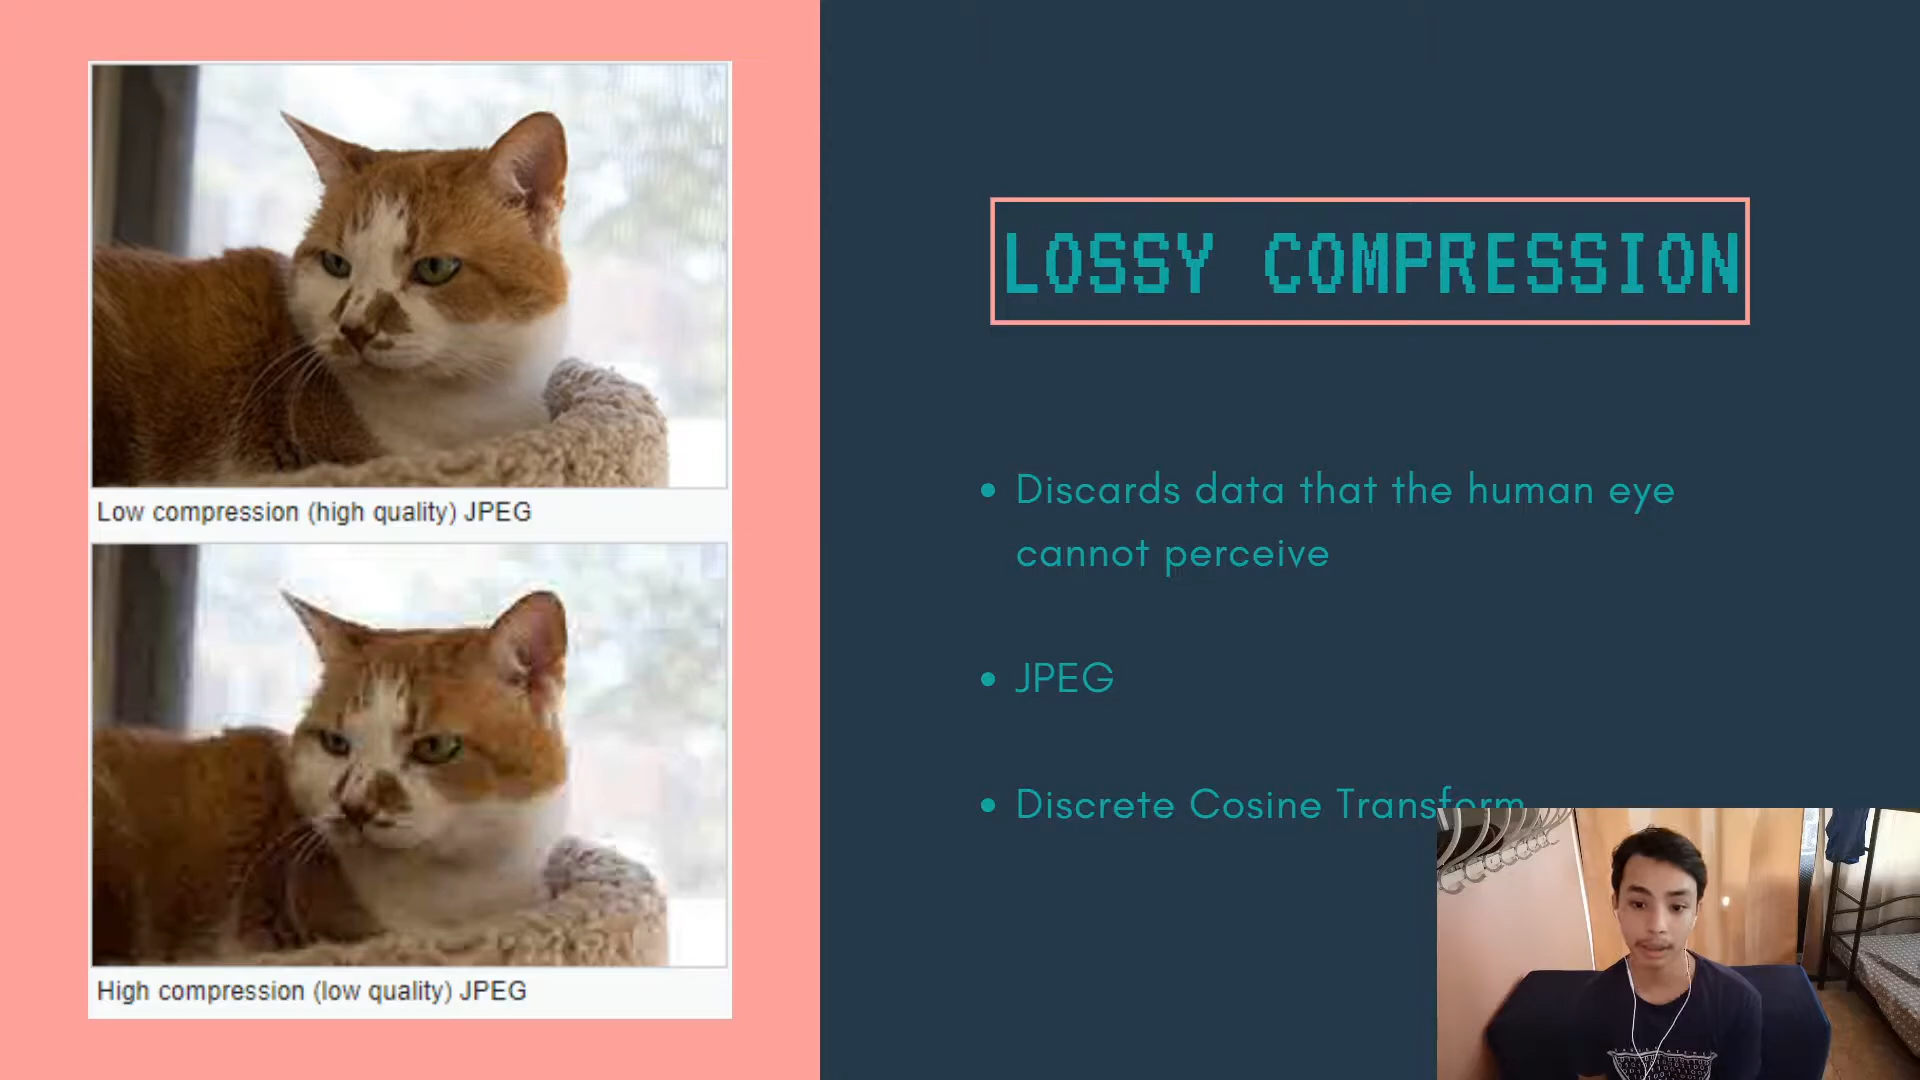 Low compression (high quality) JPEG
High compression (low quality) JPEG
LOSSY COMPRESSION
• Discards data that the human eye
cannot perceive
• JPEG
• Discrete Cosine Transform